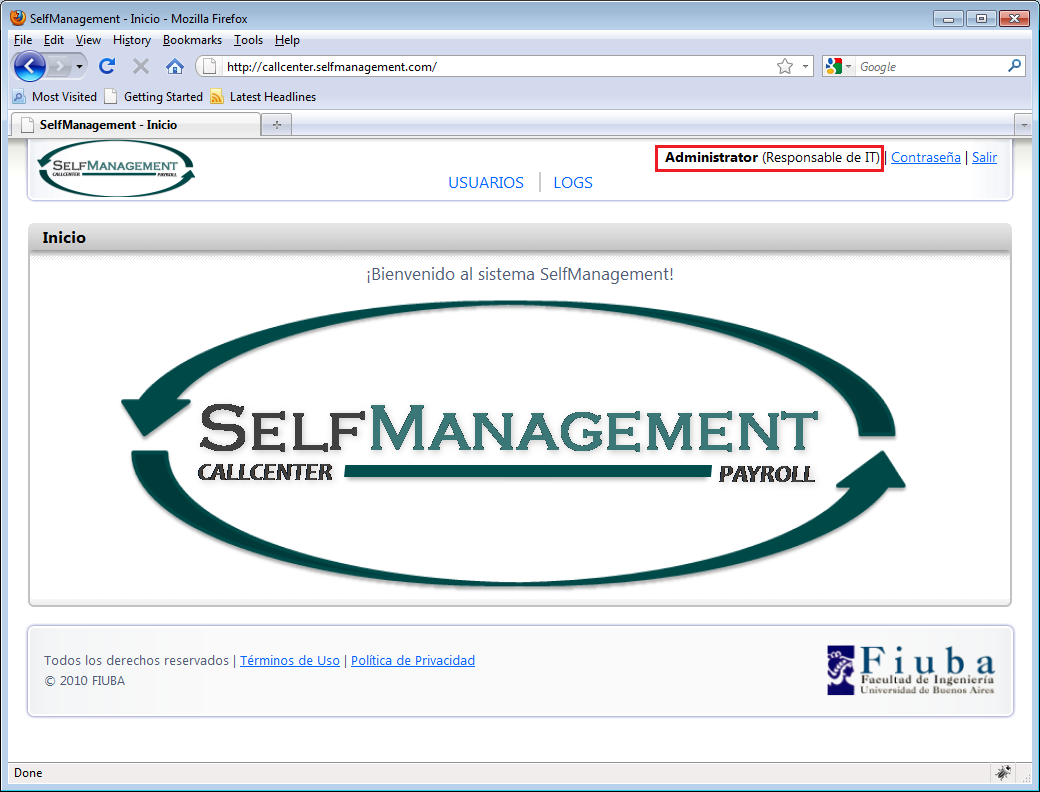 SelfManagement - Inicio - Mozilla Firefox
File Edit View History Bookmarks Tools Help
http://callcenter.selfmanagement.com/
Google
Most Visited Getting Started Latest Headlines
SelfManagement - Inicio
SELFMANAGEMENT
CALLCENTER PAYROLL
Administrator (Responsable de IT) | Contraseña | Salir
USUARIOS | LOGS
Inicio
¡Bienvenido al sistema SelfManagement!
SELFMANAGEMENT
CALLCENTER PAYROLL
Todos los derechos reservados | Términos de Uso | Política de Privacidad
© 2010 FIUBA
Fiuba
Facultad de Ingeniería
Universidad de Buenos Aires
Done